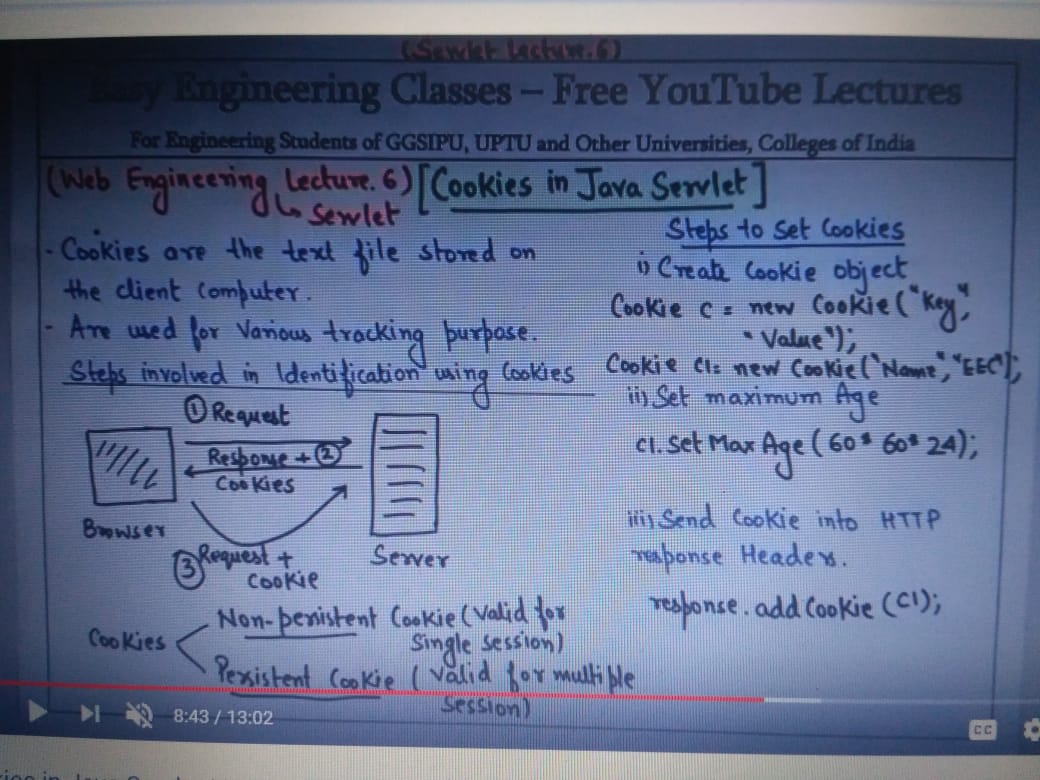 (Servlet Lecture.6)
Easy Engineering Classes – Free YouTube Lectures
For Engineering Students of GGSIPU, UPTU and Other Universities, Colleges of India
(Web Engineering Lecture.6) [Cookies in Java Servlet]
↳ Servlet
- Cookies are the text file stored on
the client Computer.
- Are used for Various tracking purpose.
Steps involved in Identification using Cookies
① Request
Response + ②
Cookies
Browser
③ Request +
Cookie
Server
Cookies
Non-persistent Cookie (Valid for
Single Session)
Persistent Cookie (Valid for multiple
Session)
Steps to Set Cookies
i) Create Cookie object
Cookie c = new Cookie("Key",
"Value");
Cookie C1= new Cookie("Name", "EEC");
ii) Set maximum Age
C1.Set Max Age (60* 60* 24);
iii) Send Cookie into HTTP
response Headers.
response.add Cookie (C1);
8:43 / 13:02
CC